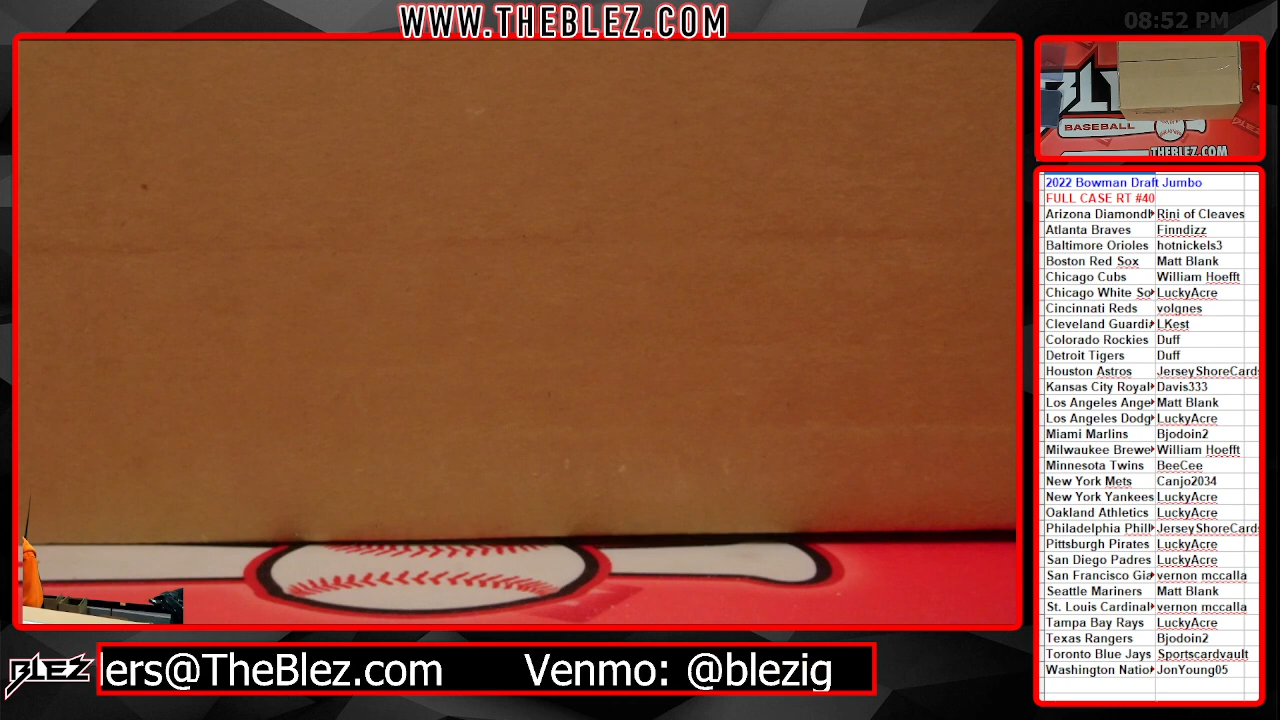 WWW.THEBLEZ.COM
08:52 PM
BASEBALL
THEBLEZ.COM
2022 Bowman Draft Jumbo
FULL CASE RT #40
Arizona Diamond Rini of Cleaves
Atlanta Braves Finndizz
Baltimore Orioles hotnickels3
Boston Red Sox Matt Blank
Chicago Cubs William Hoefft
Chicago White So LuckyAcre
Cincinnati Reds volgnes
Cleveland Guardi LKest
Colorado Rockies Duff
Detroit Tigers Duff
Houston Astros JerseyShoreCards
Kansas City Royal Davis333
Los Angeles Ange Matt Blank
Los Angeles Dodg LuckyAcre
Miami Marlins Bjodoin2
Milwaukee Brewe William Hoefft
Minnesota Twins BeeCee
New York Mets Canjo2034
New York Yankees LuckyAcre
Oakland Athletics LuckyAcre
Philadelphia Phill JerseyShoreCards
Pittsburgh Pirates LuckyAcre
San Diego Padres LuckyAcre
San Francisco Gia vernon mccalla
Seattle Mariners Matt Blank
St. Louis Cardinal vernon mccalla
Tampa Bay Rays LuckyAcre
Texas Rangers Bjodoin2
Toronto Blue Jays Sportscardvault
Washington Natio JonYoung05
BLEZ
ers@TheBlez.com Venmo: @blezig